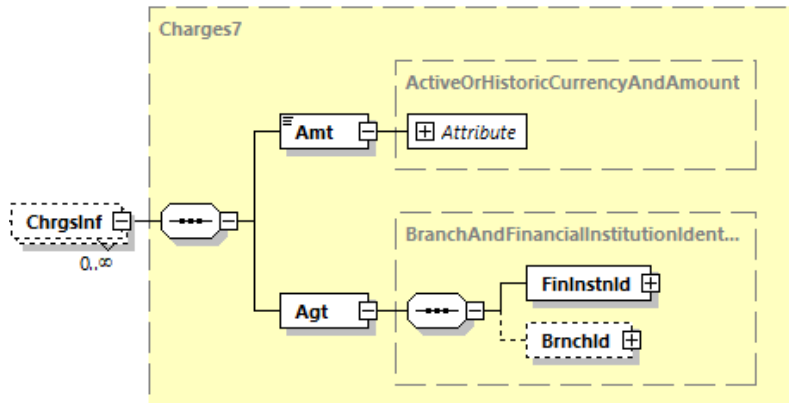 Charges7
ActiveOrHistoricCurrencyAndAmount
Amt
Attribute
ChrgsInf
0..∞
BranchAndFinancialInstitutionIdent...
FinInstnId
Agt
BrnchId